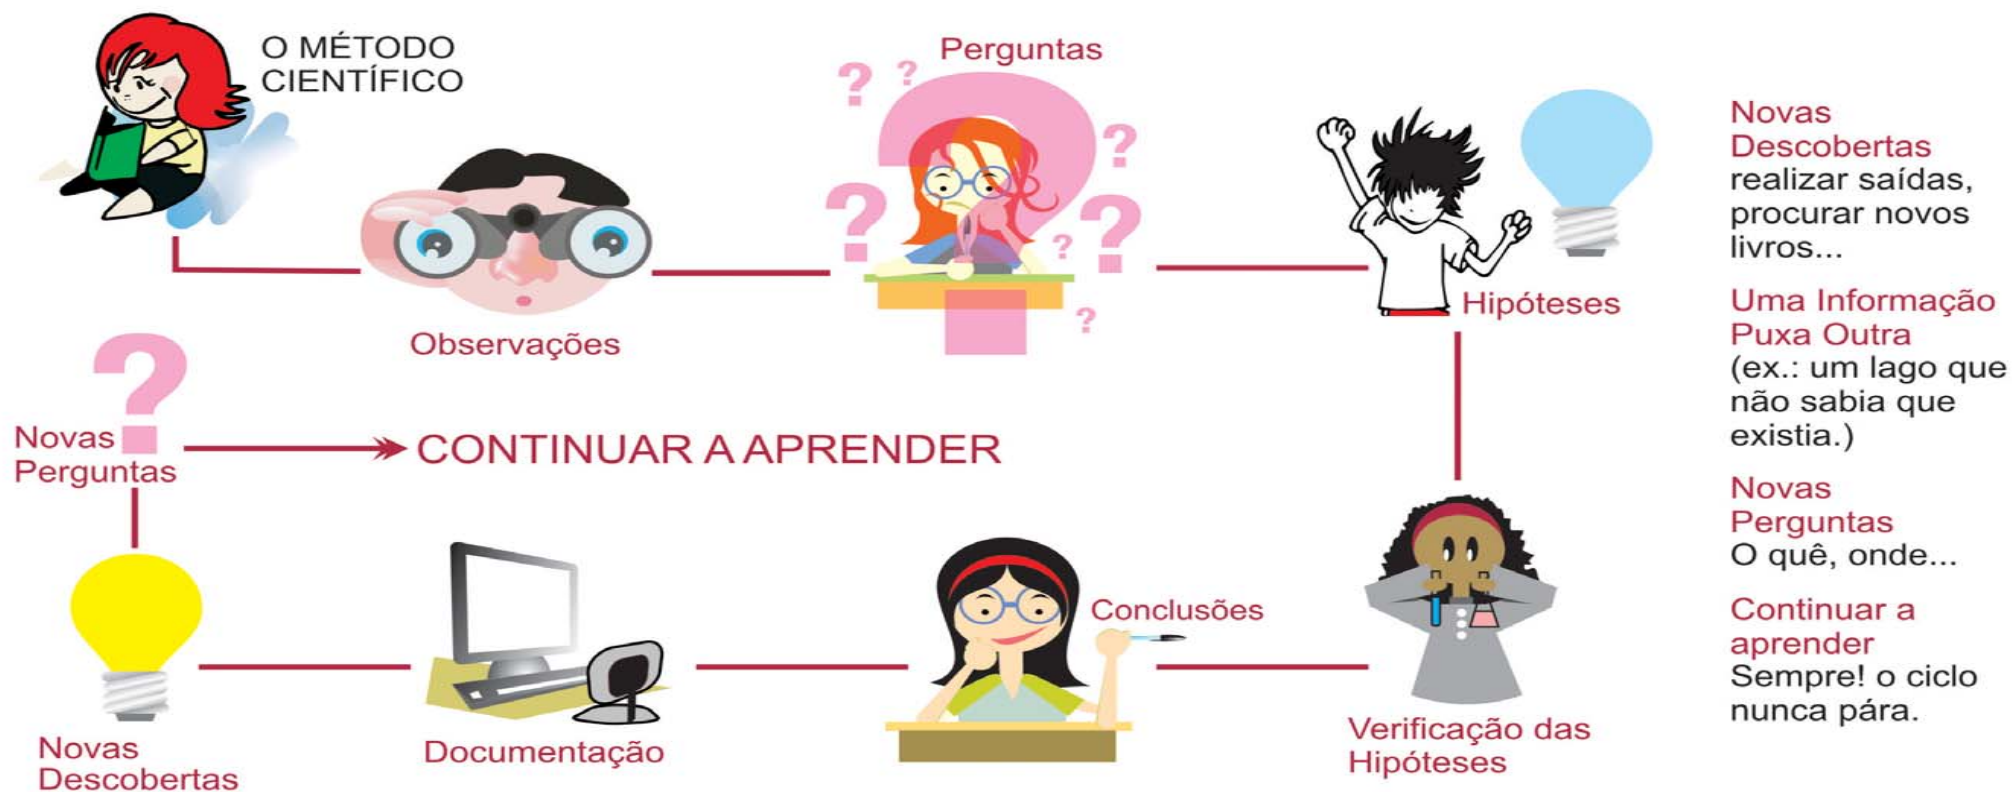 O MÉTODO
CIENTÍFICO
Observações
Perguntas
? ? ? ? ? ? ? ?
Hipóteses
Verificação das
Hipóteses
Conclusões
Documentação
Novas
Descobertas
?
Novas
Perguntas
CONTINUAR A APRENDER
Novas
Descobertas
realizar saídas,
procurar novos
livros...
Uma Informação
Puxa Outra
(ex.: um lago que
não sabia que
existia.)
Novas
Perguntas
O quê, onde...
Continuar a
aprender
Sempre! o ciclo
nunca pára.